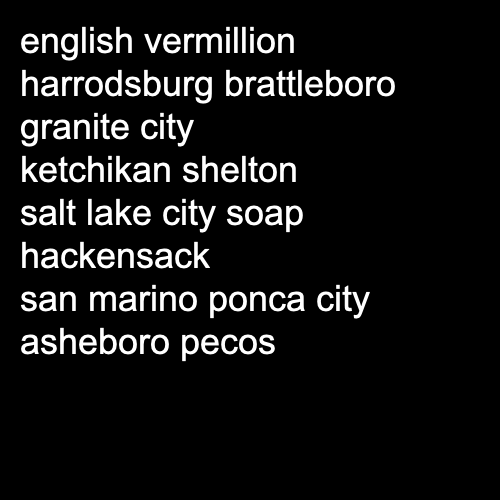 english vermillion
harrodsburg brattleboro
granite city
ketchikan shelton
salt lake city soap
hackensack
san marino ponca city
asheboro pecos